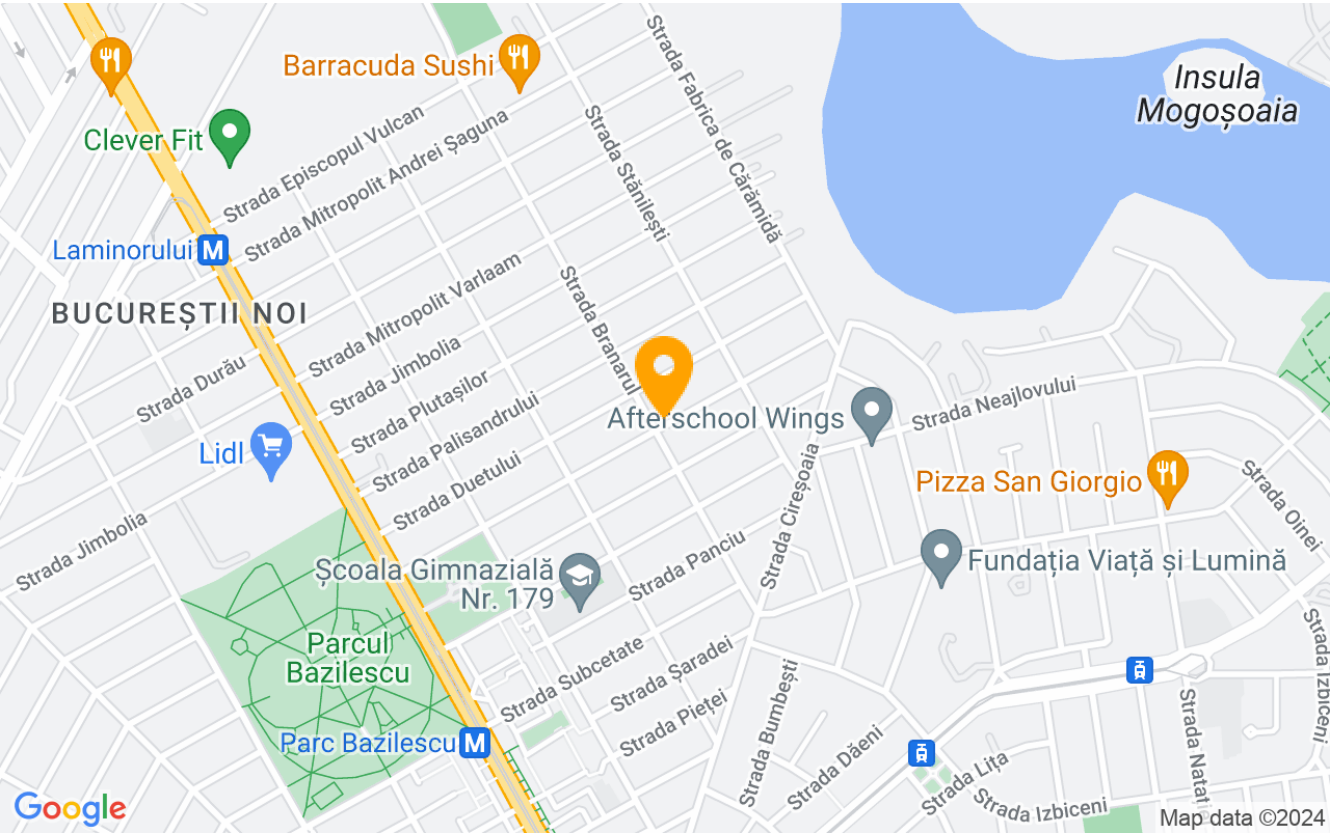 Barracuda Sushi
Strada Fabrica de Cărămidă
Insula
Mogoșoaia
Clever Fit
Strada Episcopul Vulcan
Strada Mitropolit Andrei Șaguna
Strada Stănilești
Laminorului
M
BUCUREȘTII NOI
Strada Mitropolit Varlaam
Strada Branarul
Strada Durău
Strada Jimbolia
Strada Plutașilor
Strada Palisandrului
Strada Duetului
Afterschool Wings
Strada Neajlovului
Lidl
Pizza San Giorgio
Strada Cireșoaia
Strada Oinei
Strada Jimbolia
Școala Gimnazială
Nr. 179
Strada Panciu
Fundația Viață și Lumină
Parcul
Bazilescu
Strada Subcetate
Strada Șaradei
Strada Pieței
Strada Bumbești
Strada Izbiceni
Parc Bazilescu
M
Strada Dăeni
Strada Lița
Strada Izbiceni
Google
Map data ©2024